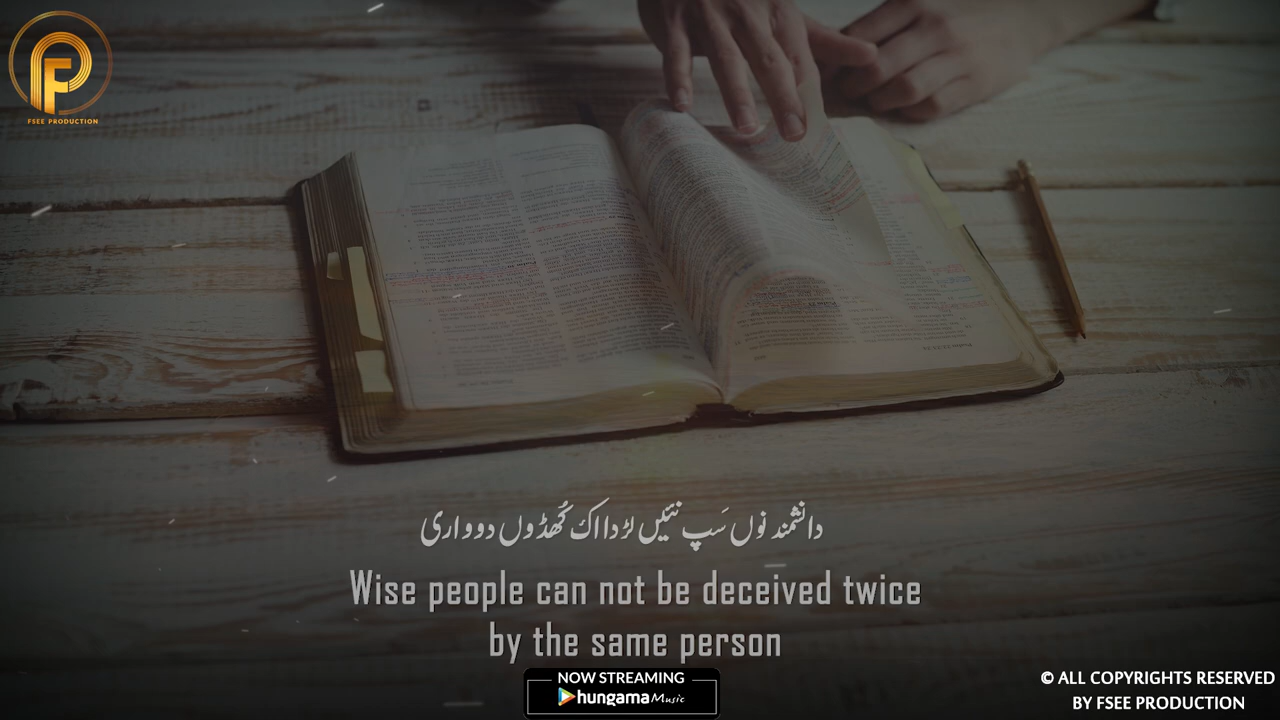 FSEE PRODUCTION
دانشمند نوں سَپ نئیں لڑدا اک کُھڈوں دو واری
Wise people can not be deceived twice
by the same person
NOW STREAMING
hungama Music
© ALL COPYRIGHTS RESERVED
BY FSEE PRODUCTION